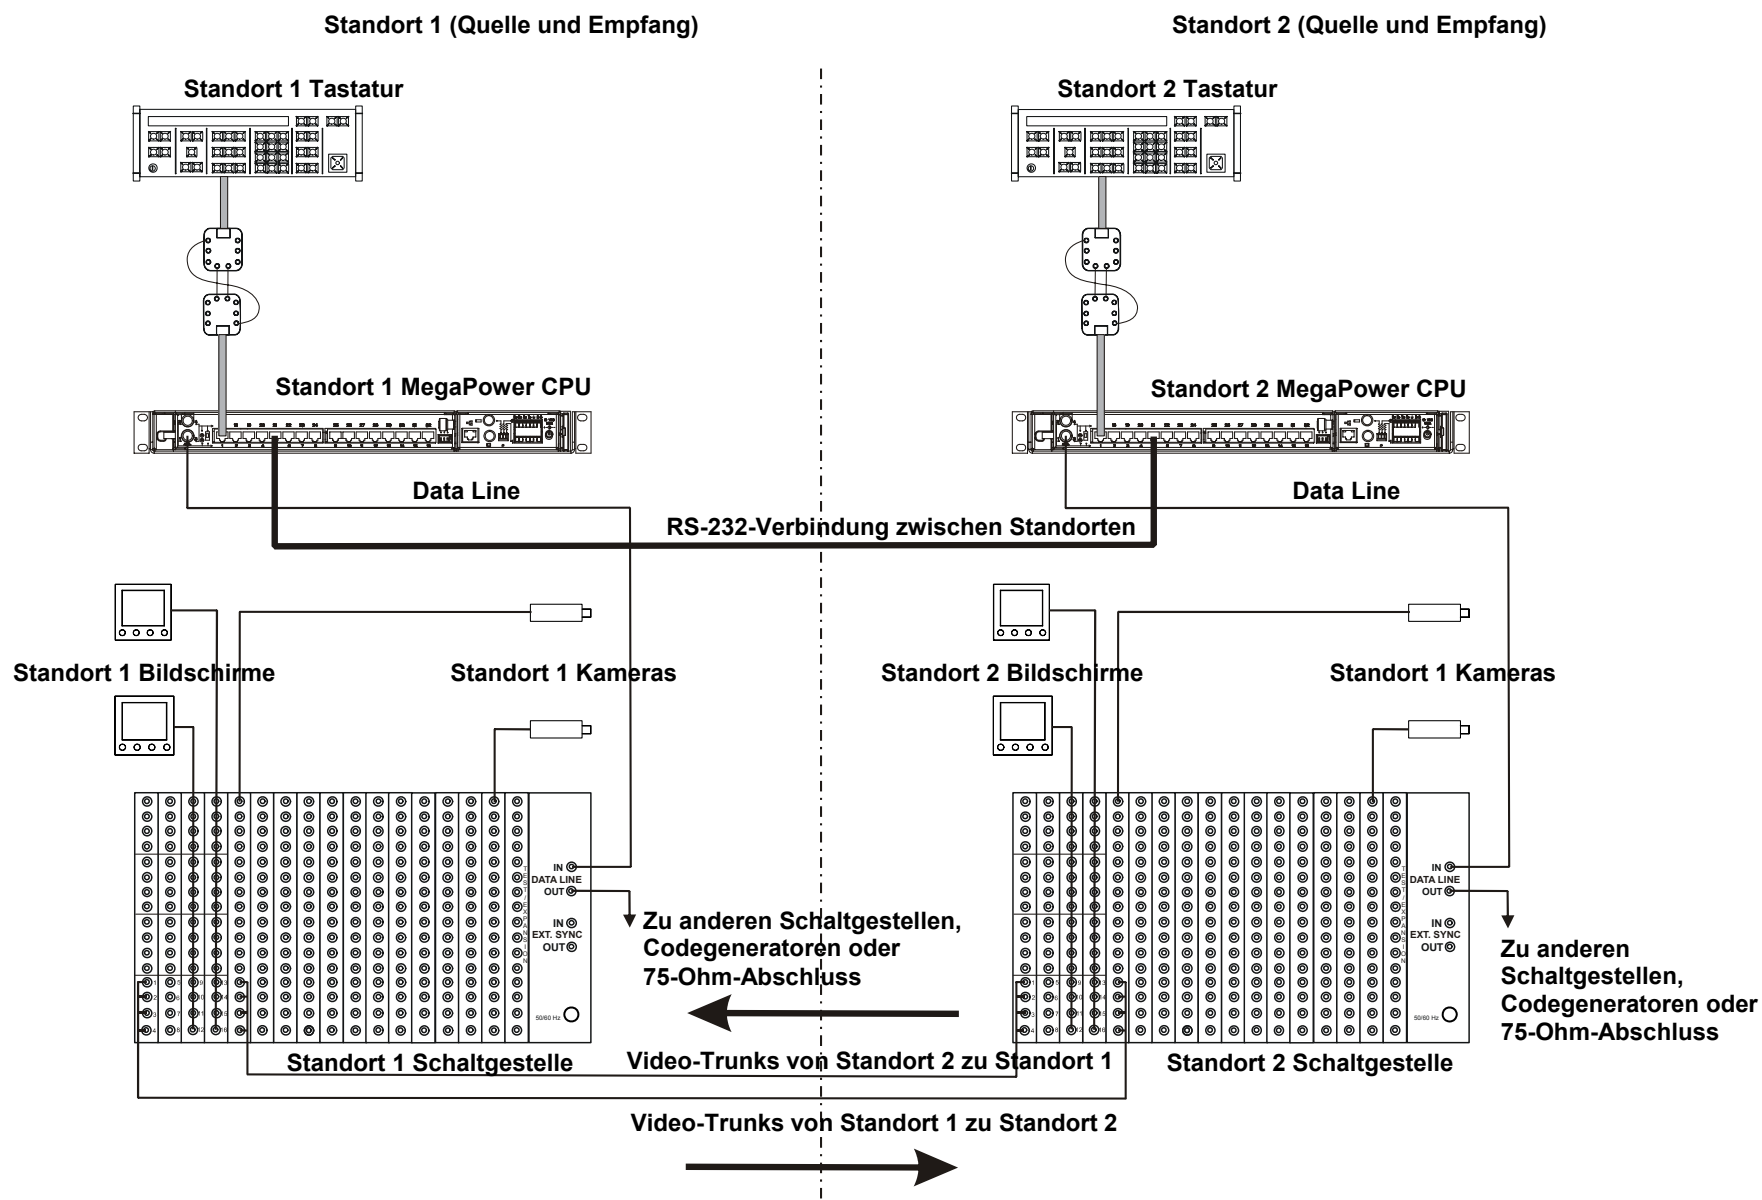 Standort 1 (Quelle und Empfang)
Standort 2 (Quelle und Empfang)
Standort 1 Tastatur
Standort 2 Tastatur
Standort 1 MegaPower CPU
Standort 2 MegaPower CPU
Data Line
Data Line
RS-232-Verbindung zwischen Standorten
Standort 1 Bildschirme
Standort 1 Kameras
Standort 2 Bildschirme
Standort 1 Kameras
IN
DATA LINE
OUT
IN
EXT. SYNC
OUT
TEST / EXPANSION
50/60 Hz
IN
DATA LINE
OUT
IN
EXT. SYNC
OUT
TEST / EXPANSION
50/60 Hz
Zu anderen Schaltgestellen,
Codegeneratoren oder
75-Ohm-Abschluss
Zu anderen
Schaltgestellen,
Codegeneratoren oder
75-Ohm-Abschluss
Standort 1 Schaltgestelle
Video-Trunks von Standort 2 zu Standort 1
Standort 2 Schaltgestelle
Video-Trunks von Standort 1 zu Standort 2